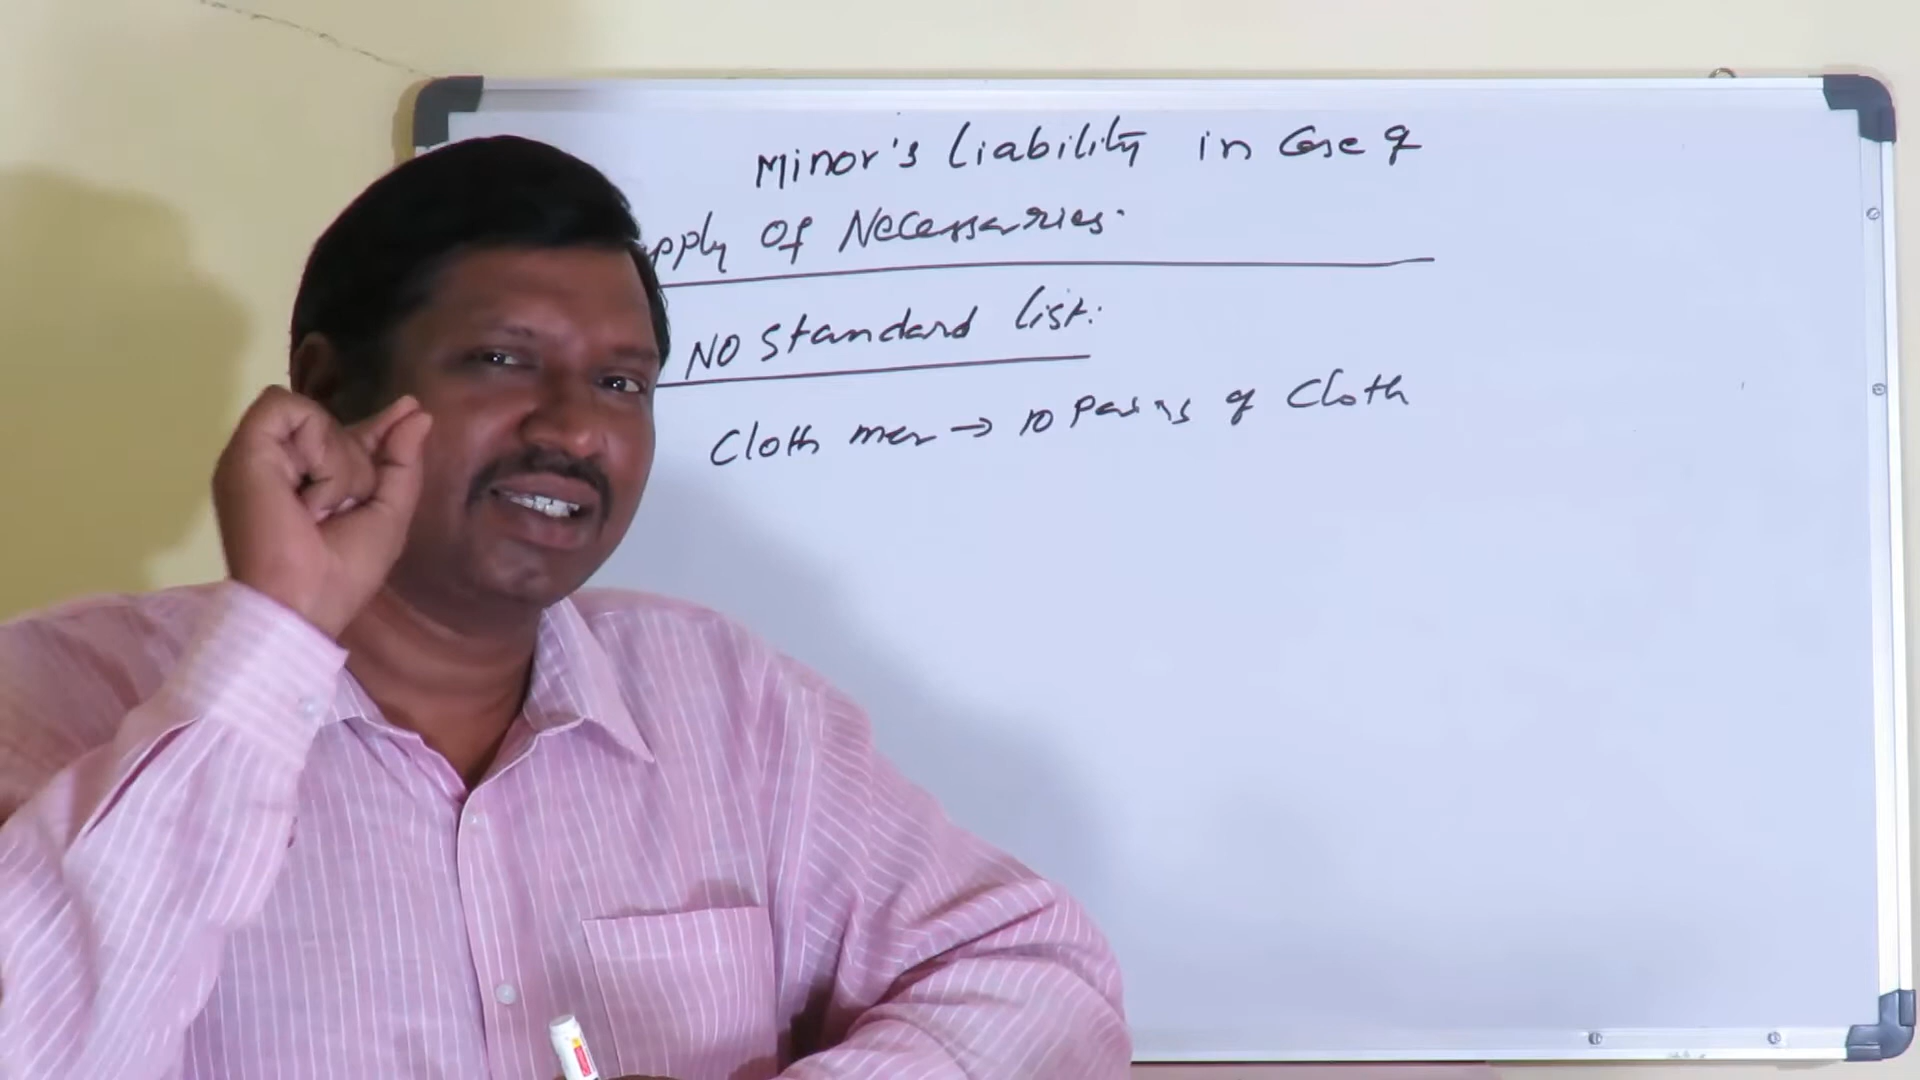 Minor's Liability in Case of
pply Of Necessaries.
NO Standard List:
Cloth mer → 10 Pairs of Cloth